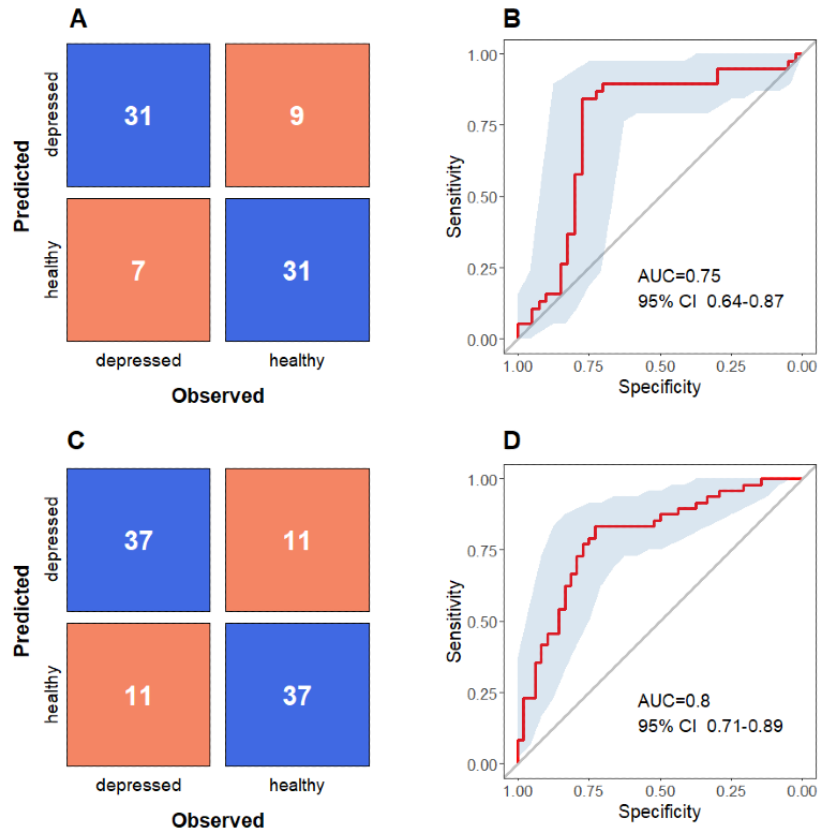 A
Predicted
depressed
healthy
31
9
7
31
depressed
healthy
Observed
B
Sensitivity
1.00
0.75
0.50
0.25
0.00
AUC=0.75
95% CI 0.64-0.87
1.00
0.75
0.50
0.25
0.00
Specificity
C
Predicted
depressed
healthy
37
11
11
37
depressed
healthy
Observed
D
Sensitivity
1.00
0.75
0.50
0.25
0.00
AUC=0.8
95% CI 0.71-0.89
1.00
0.75
0.50
0.25
0.00
Specificity